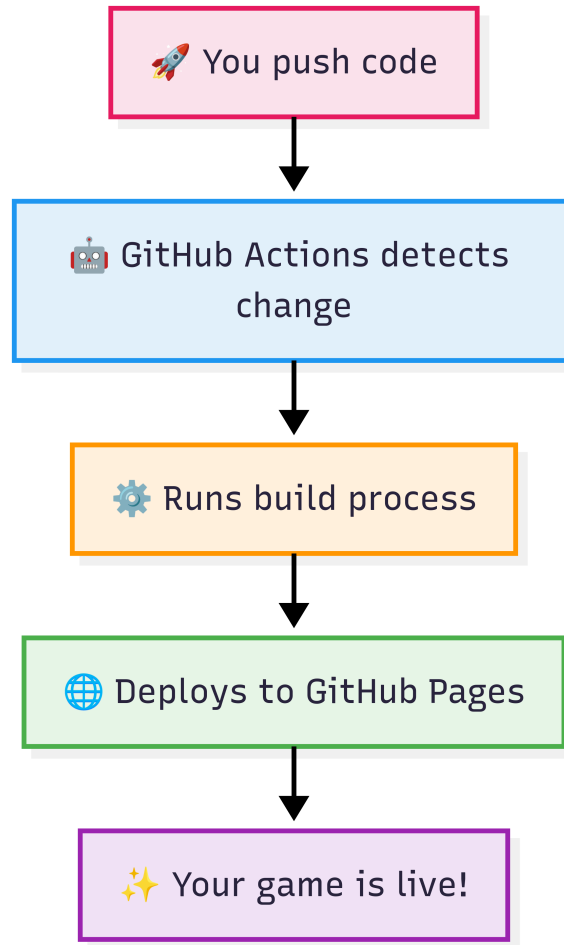 🚀 You push code
🤖 GitHub Actions detects
change
⚙️ Runs build process
🌐 Deploys to GitHub Pages
✨ Your game is live!